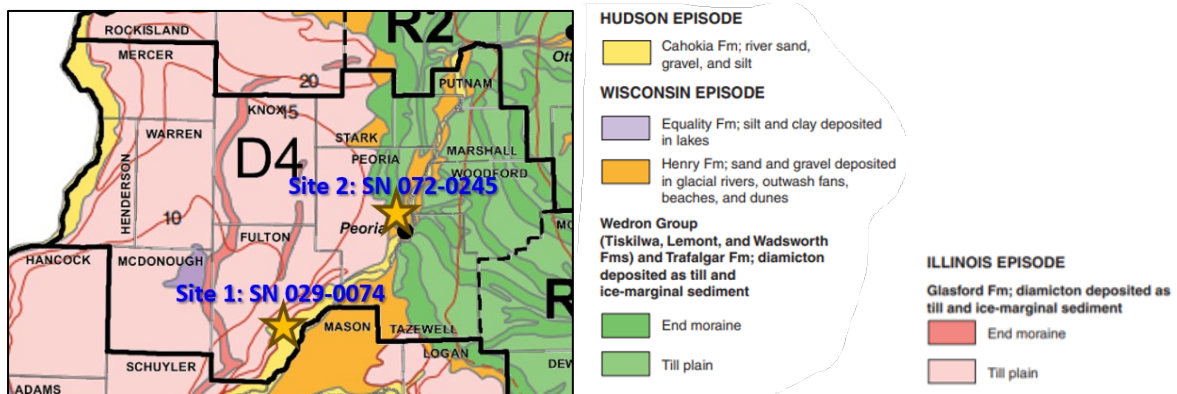 ROCKISLAND
MERCER
R2
Ott
20
PUTNAM
KNOX
15
WARREN
STARK
D4
PEORIA
MARSHALL
WOODFORD
HENDERSON
Site 2: SN 072-0245
10
Peoria
FULTON
HANCOCK
MCDONOUGH
Site 1: SN 029-0074
R
MASON
TAZEWELL
LOGAN
SCHUYLER
DEW
ADAMS
HUDSON EPISODE
Cahokia Fm; river sand,
gravel, and silt
WISCONSIN EPISODE
Equality Fm; silt and clay deposited
in lakes
Henry Fm; sand and gravel deposited
in glacial rivers, outwash fans,
beaches, and dunes
Wedron Group
(Tiskilwa, Lemont, and Wadsworth
Fms) and Trafalgar Fm; diamicton
deposited as till and
ice-marginal sediment
End moraine
Till plain
ILLINOIS EPISODE
Glasford Fm; diamicton deposited as
till and ice-marginal sediment
End moraine
Till plain